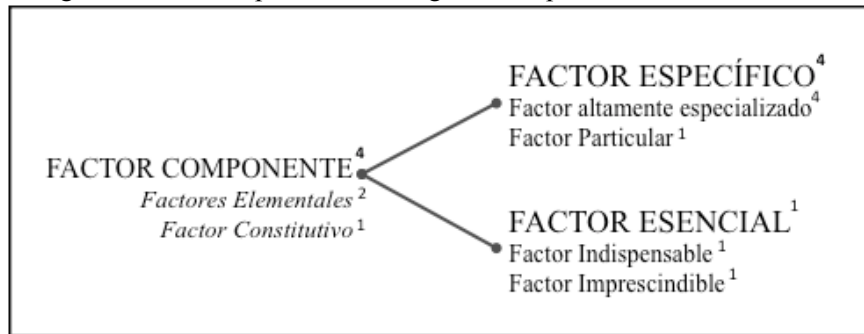 FACTOR COMPONENTE⁴
Factores Elementales ²
Factor Constitutivo ¹
FACTOR ESPECÍFICO⁴
Factor altamente especializado⁴
Factor Particular ¹
FACTOR ESENCIAL¹
Factor Indispensable ¹
Factor Imprescindible ¹